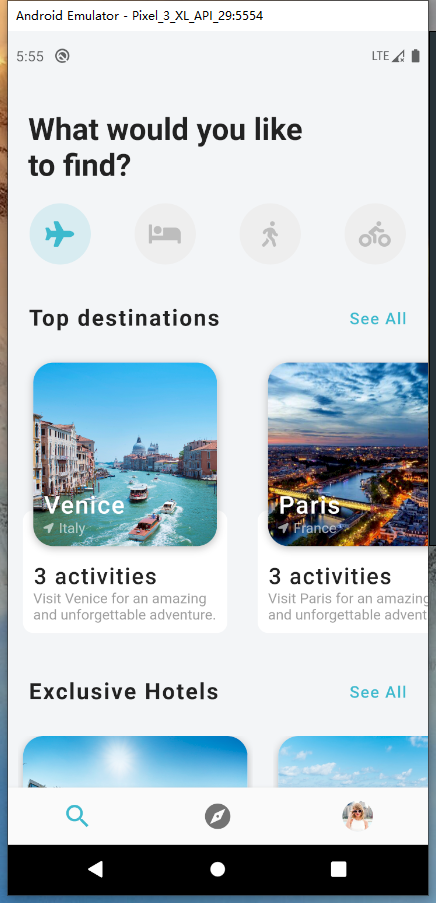 Android Emulator - Pixel_3_XL_API_29:5554
5:55
LTE
What would you like
to find?
Top destinations
See All
Venice
Italy
Paris
France
3 activities
Visit Venice for an amazing
and unforgettable adventure.
3 activities
Visit Paris for an amazing
and unforgettable advent
Exclusive Hotels
See All